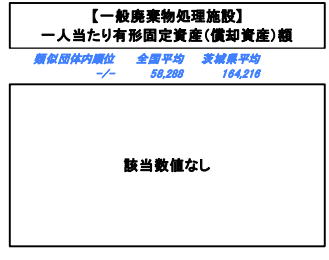 【一般廃棄物処理施設】
一人当たり有形固定資産(償却資産)額
類似団体内順位 全国平均 茨城県平均
-/- 58,288 164,216
該当数値なし